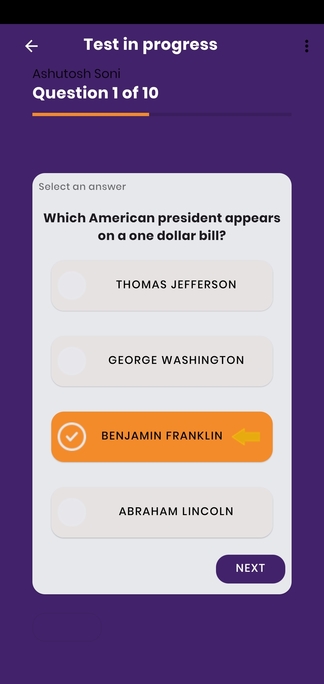 Test in progress
Ashutosh Soni
Question 1 of 10
Select an answer
Which American president appears
on a one dollar bill?
THOMAS JEFFERSON
GEORGE WASHINGTON
BENJAMIN FRANKLIN
ABRAHAM LINCOLN
NEXT